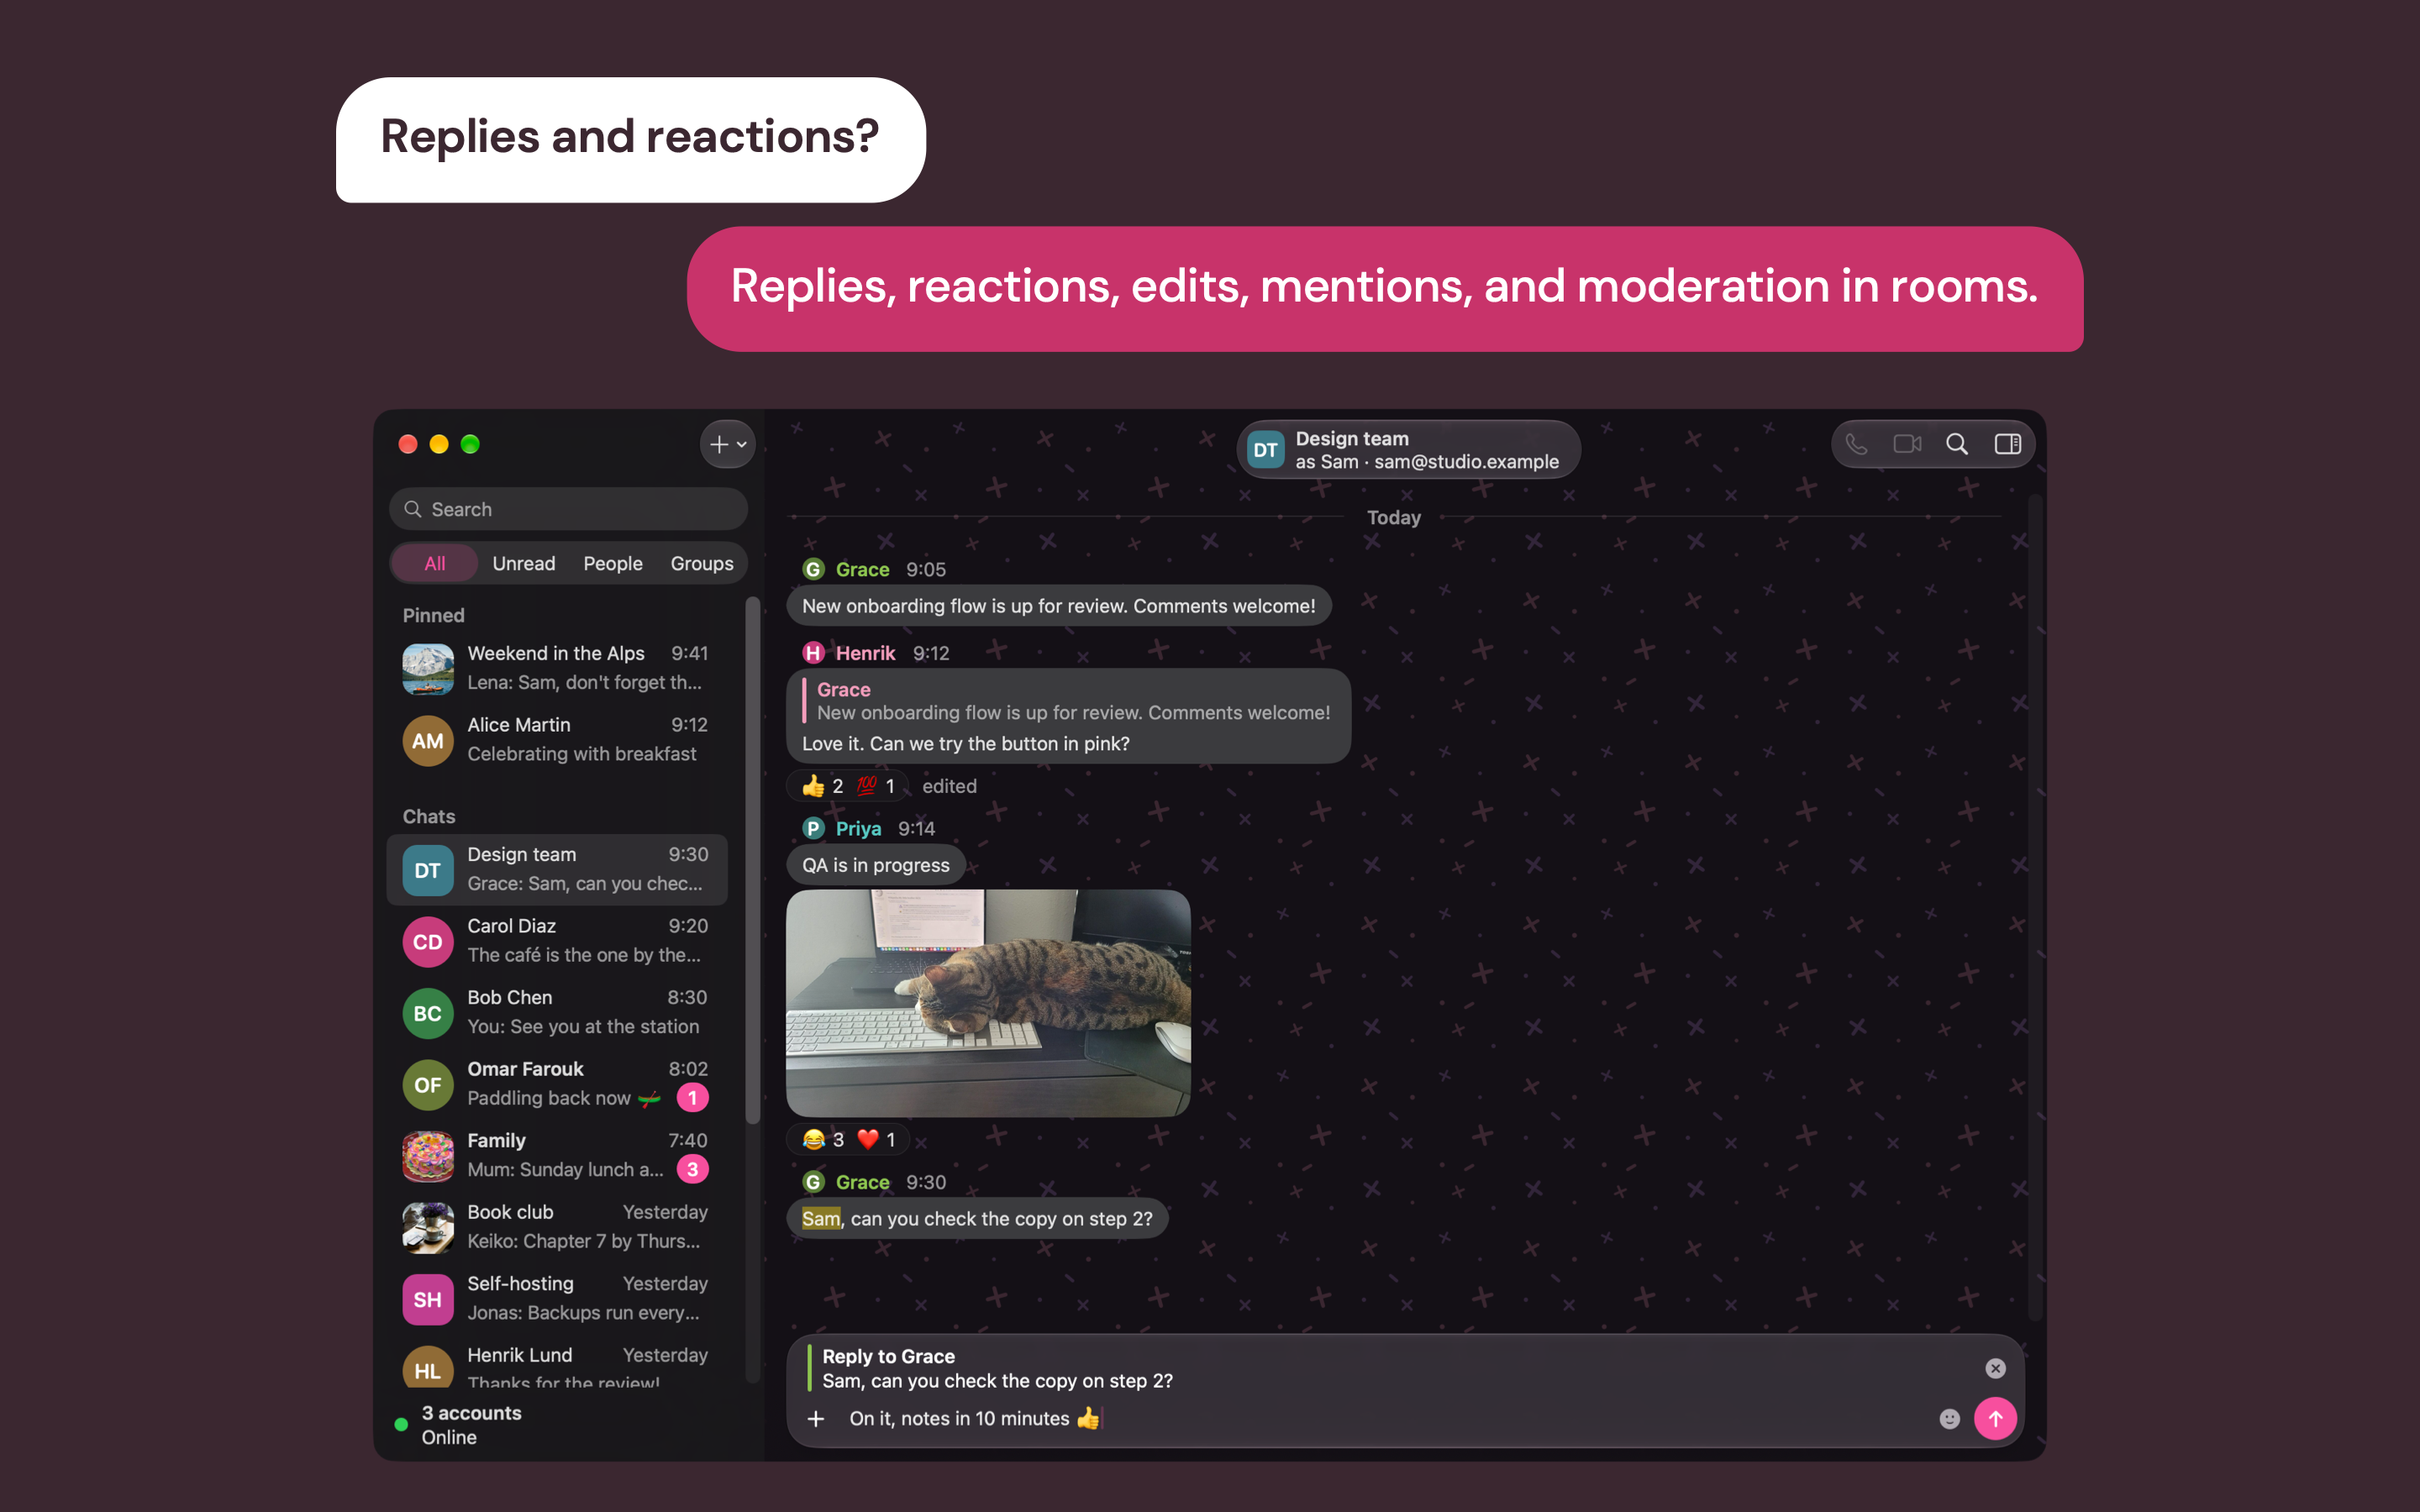 Replies and reactions?
Replies, reactions, edits, mentions, and moderation in rooms.
Search
All Unread People Groups
Pinned
Weekend in the Alps 9:41
Lena: Sam, don't forget th...
AM
Alice Martin 9:12
Celebrating with breakfast
Chats
DT
Design team 9:30
Grace: Sam, can you chec...
CD
Carol Diaz 9:20
The café is the one by the...
BC
Bob Chen 8:30
You: See you at the station
OF
Omar Farouk 8:02
Paddling back now 🛶 1
Family 7:40
Mum: Sunday lunch a... 3
Book club Yesterday
Keiko: Chapter 7 by Thurs...
SH
Self-hosting Yesterday
Jonas: Backups run every...
HL
Henrik Lund Yesterday
Thanks for the review!
3 accounts
Online
DT
Design team
as Sam · sam@studio.example
Today
G Grace 9:05
New onboarding flow is up for review. Comments welcome!
H Henrik 9:12
Grace
New onboarding flow is up for review. Comments welcome!
Love it. Can we try the button in pink?
👍 2 💯 1 edited
P Priya 9:14
QA is in progress
😂 3 ❤️ 1
G Grace 9:30
Sam, can you check the copy on step 2?
Reply to Grace
Sam, can you check the copy on step 2?
On it, notes in 10 minutes 👍